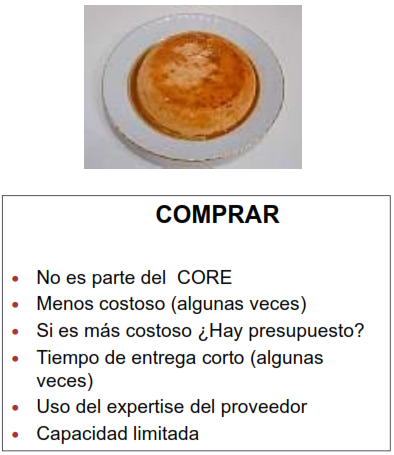 COMPRAR
No es parte del  CORE
Menos costoso (algunas veces)
Si es más costoso ¿Hay presupuesto?
Tiempo de entrega corto (algunas
veces)
Uso del expertise del proveedor
Capacidad limitada